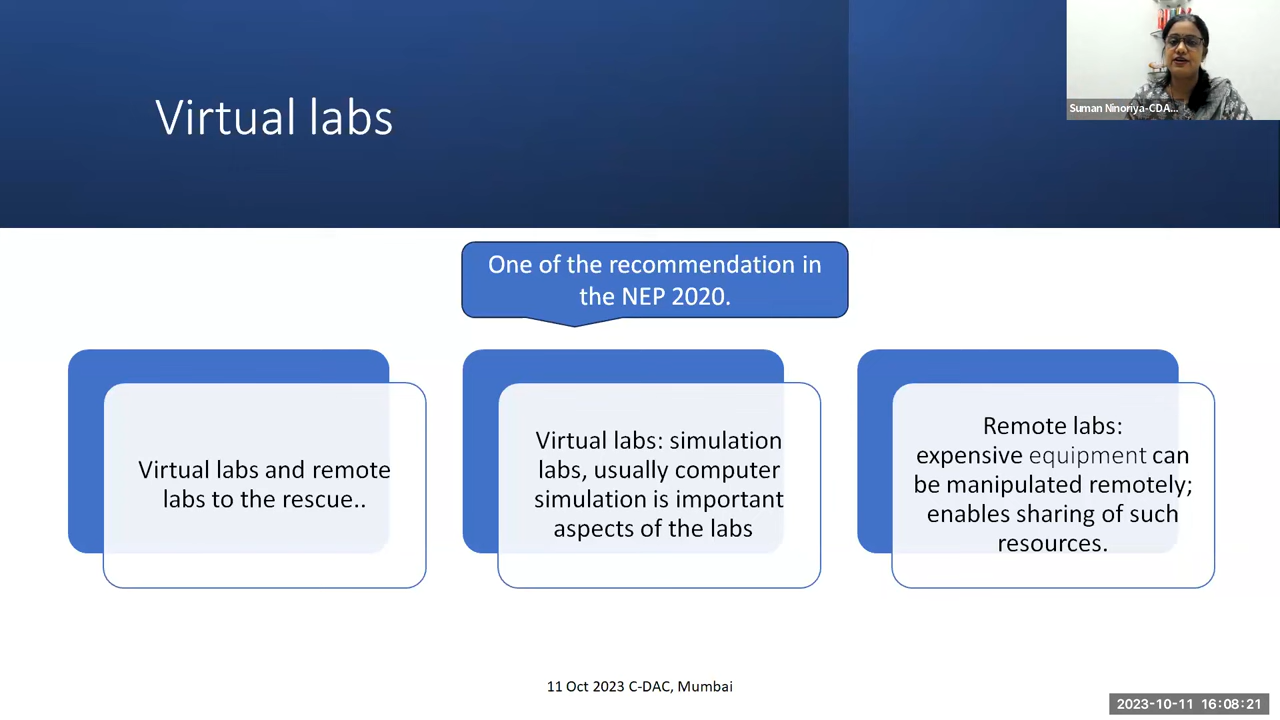 Virtual labs
Suman Ninoriya-CDA...
One of the recommendation in
the NEP 2020.
Virtual labs and remote
labs to the rescue..
Virtual labs: simulation
labs, usually computer
simulation is important
aspects of the labs
Remote labs:
expensive equipment can
be manipulated remotely;
enables sharing of such
resources.
11 Oct 2023 C-DAC, Mumbai
2023-10-11 16:08:21